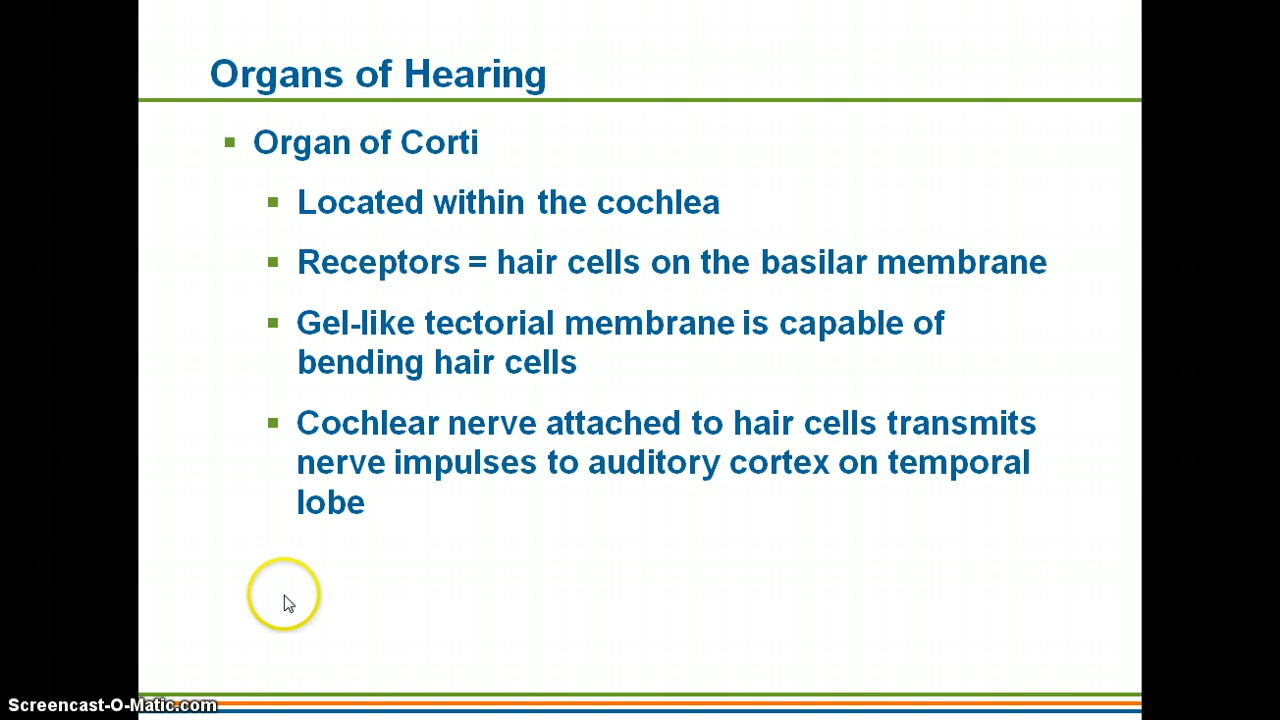 Organs of Hearing
Organ of Corti
Located within the cochlea
Receptors = hair cells on the basilar membrane
Gel-like tectorial membrane is capable of
bending hair cells
Cochlear nerve attached to hair cells transmits
nerve impulses to auditory cortex on temporal
lobe
Screencast-O-Matic.com